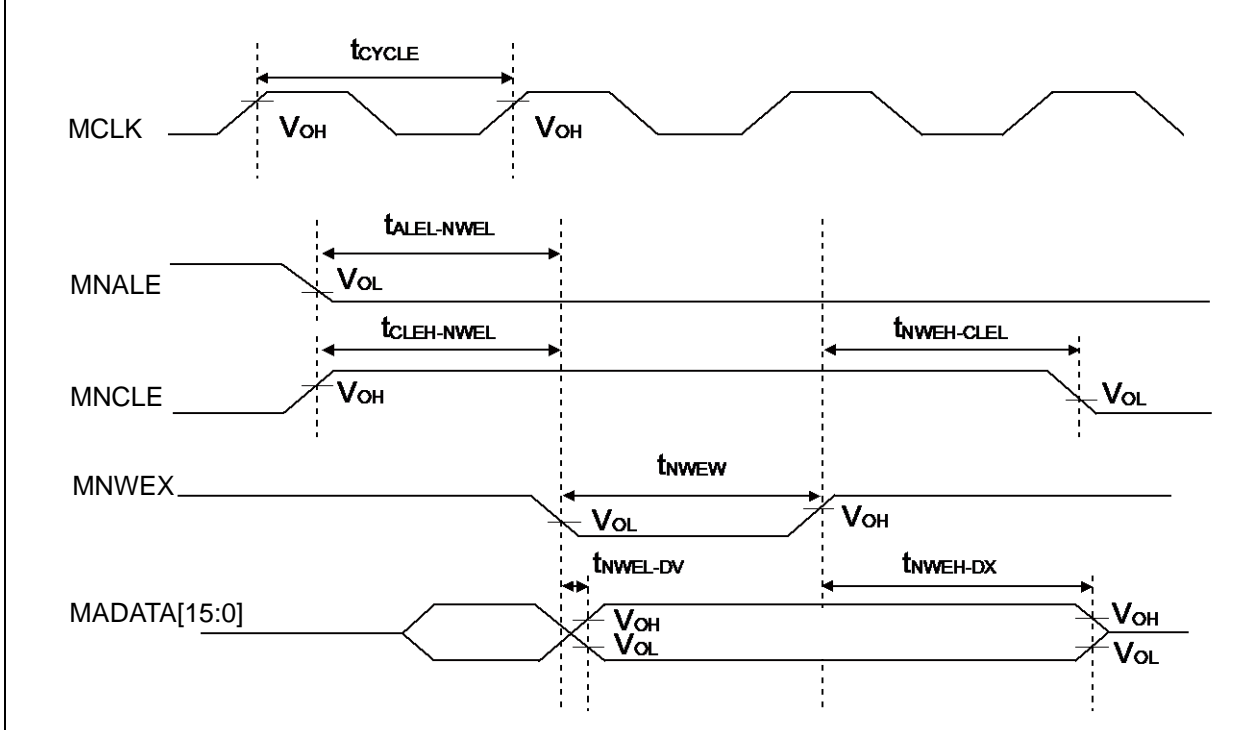 tCYCLE
MCLK VOH VOH
tALEL-NWEL
MNALE VOL
tCLEH-NWEL tNWEH-CLEL
MNCLE VOH VOL
tNWEW
MNWEX VOL VOH
tNWEL-DV tNWEH-DX
MADATA[15:0] VOH VOH
VOL VOL